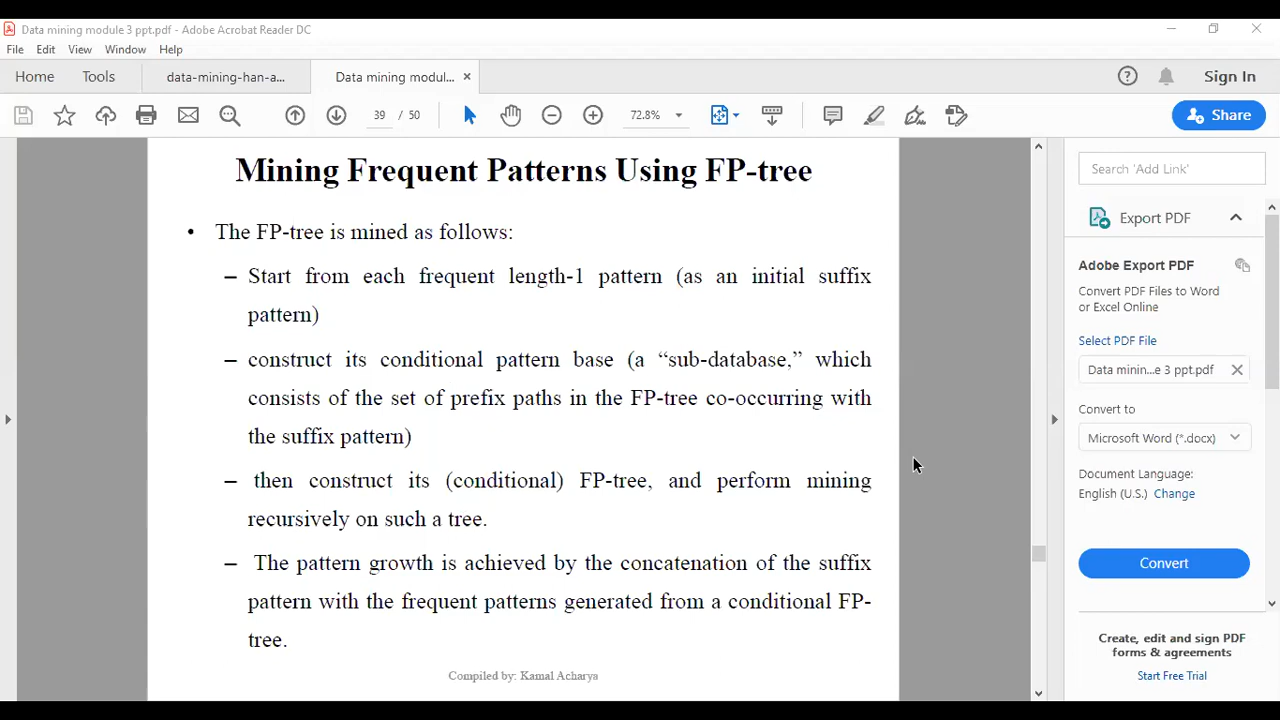 Data mining module 3 ppt.pdf - Adobe Acrobat Reader DC
File Edit View Window Help
Home Tools data-mining-han-a... Data mining modul... × Sign In
39 / 50 72.8% Share
Mining Frequent Patterns Using FP-tree
• The FP-tree is mined as follows:
– Start from each frequent length-1 pattern (as an initial suffix
pattern)
– construct its conditional pattern base (a “sub-database,” which
consists of the set of prefix paths in the FP-tree co-occurring with
the suffix pattern)
– then construct its (conditional) FP-tree, and perform mining
recursively on such a tree.
– The pattern growth is achieved by the concatenation of the suffix
pattern with the frequent patterns generated from a conditional FP-
tree.
Compiled by: Kamal Acharya
Search 'Add Link'
Export PDF
Adobe Export PDF
Convert PDF Files to Word
or Excel Online
Select PDF File
Data minin...e 3 ppt.pdf
Convert to
Microsoft Word (*.docx)
Document Language:
English (U.S.) Change
Convert
Create, edit and sign PDF
forms & agreements
Start Free Trial